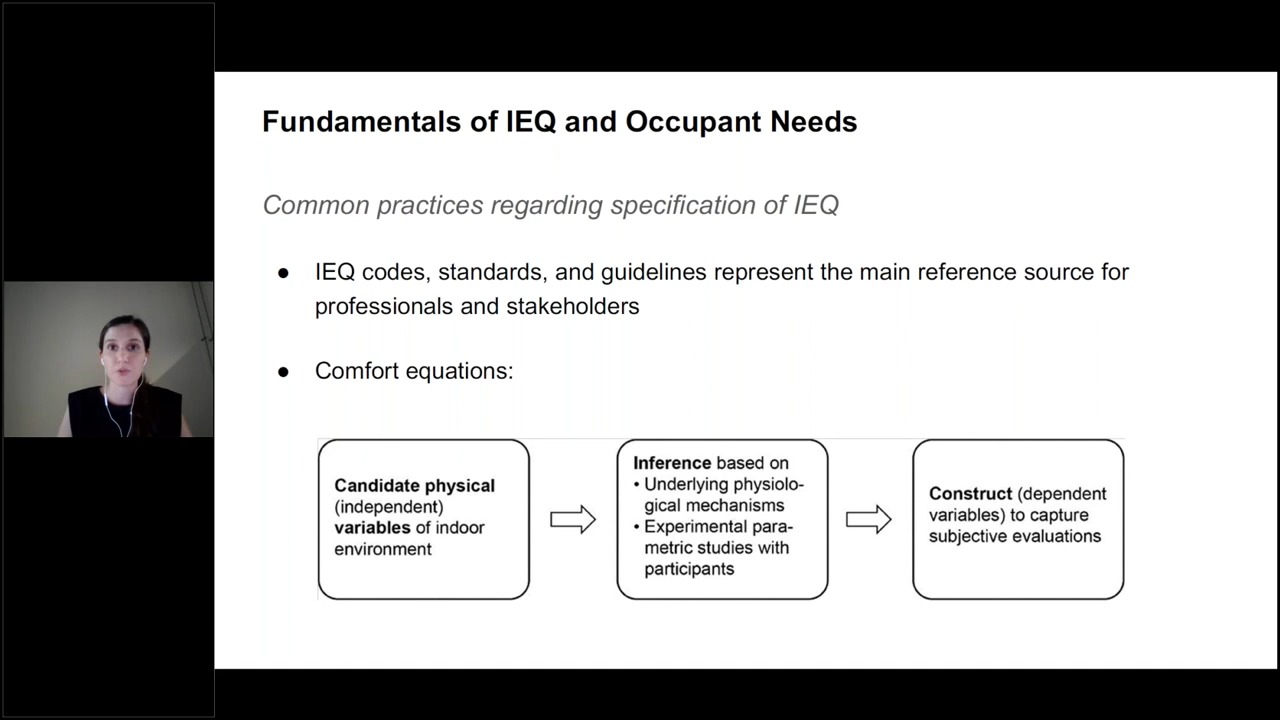 Fundamentals of IEQ and Occupant Needs
Common practices regarding specification of IEQ
● IEQ codes, standards, and guidelines represent the main reference source for
professionals and stakeholders
● Comfort equations:
Candidate physical
(independent)
variables of indoor
environment
Inference based on
• Underlying physiolo-
gical mechanisms
• Experimental para-
metric studies with
participants
Construct (dependent
variables) to capture
subjective evaluations